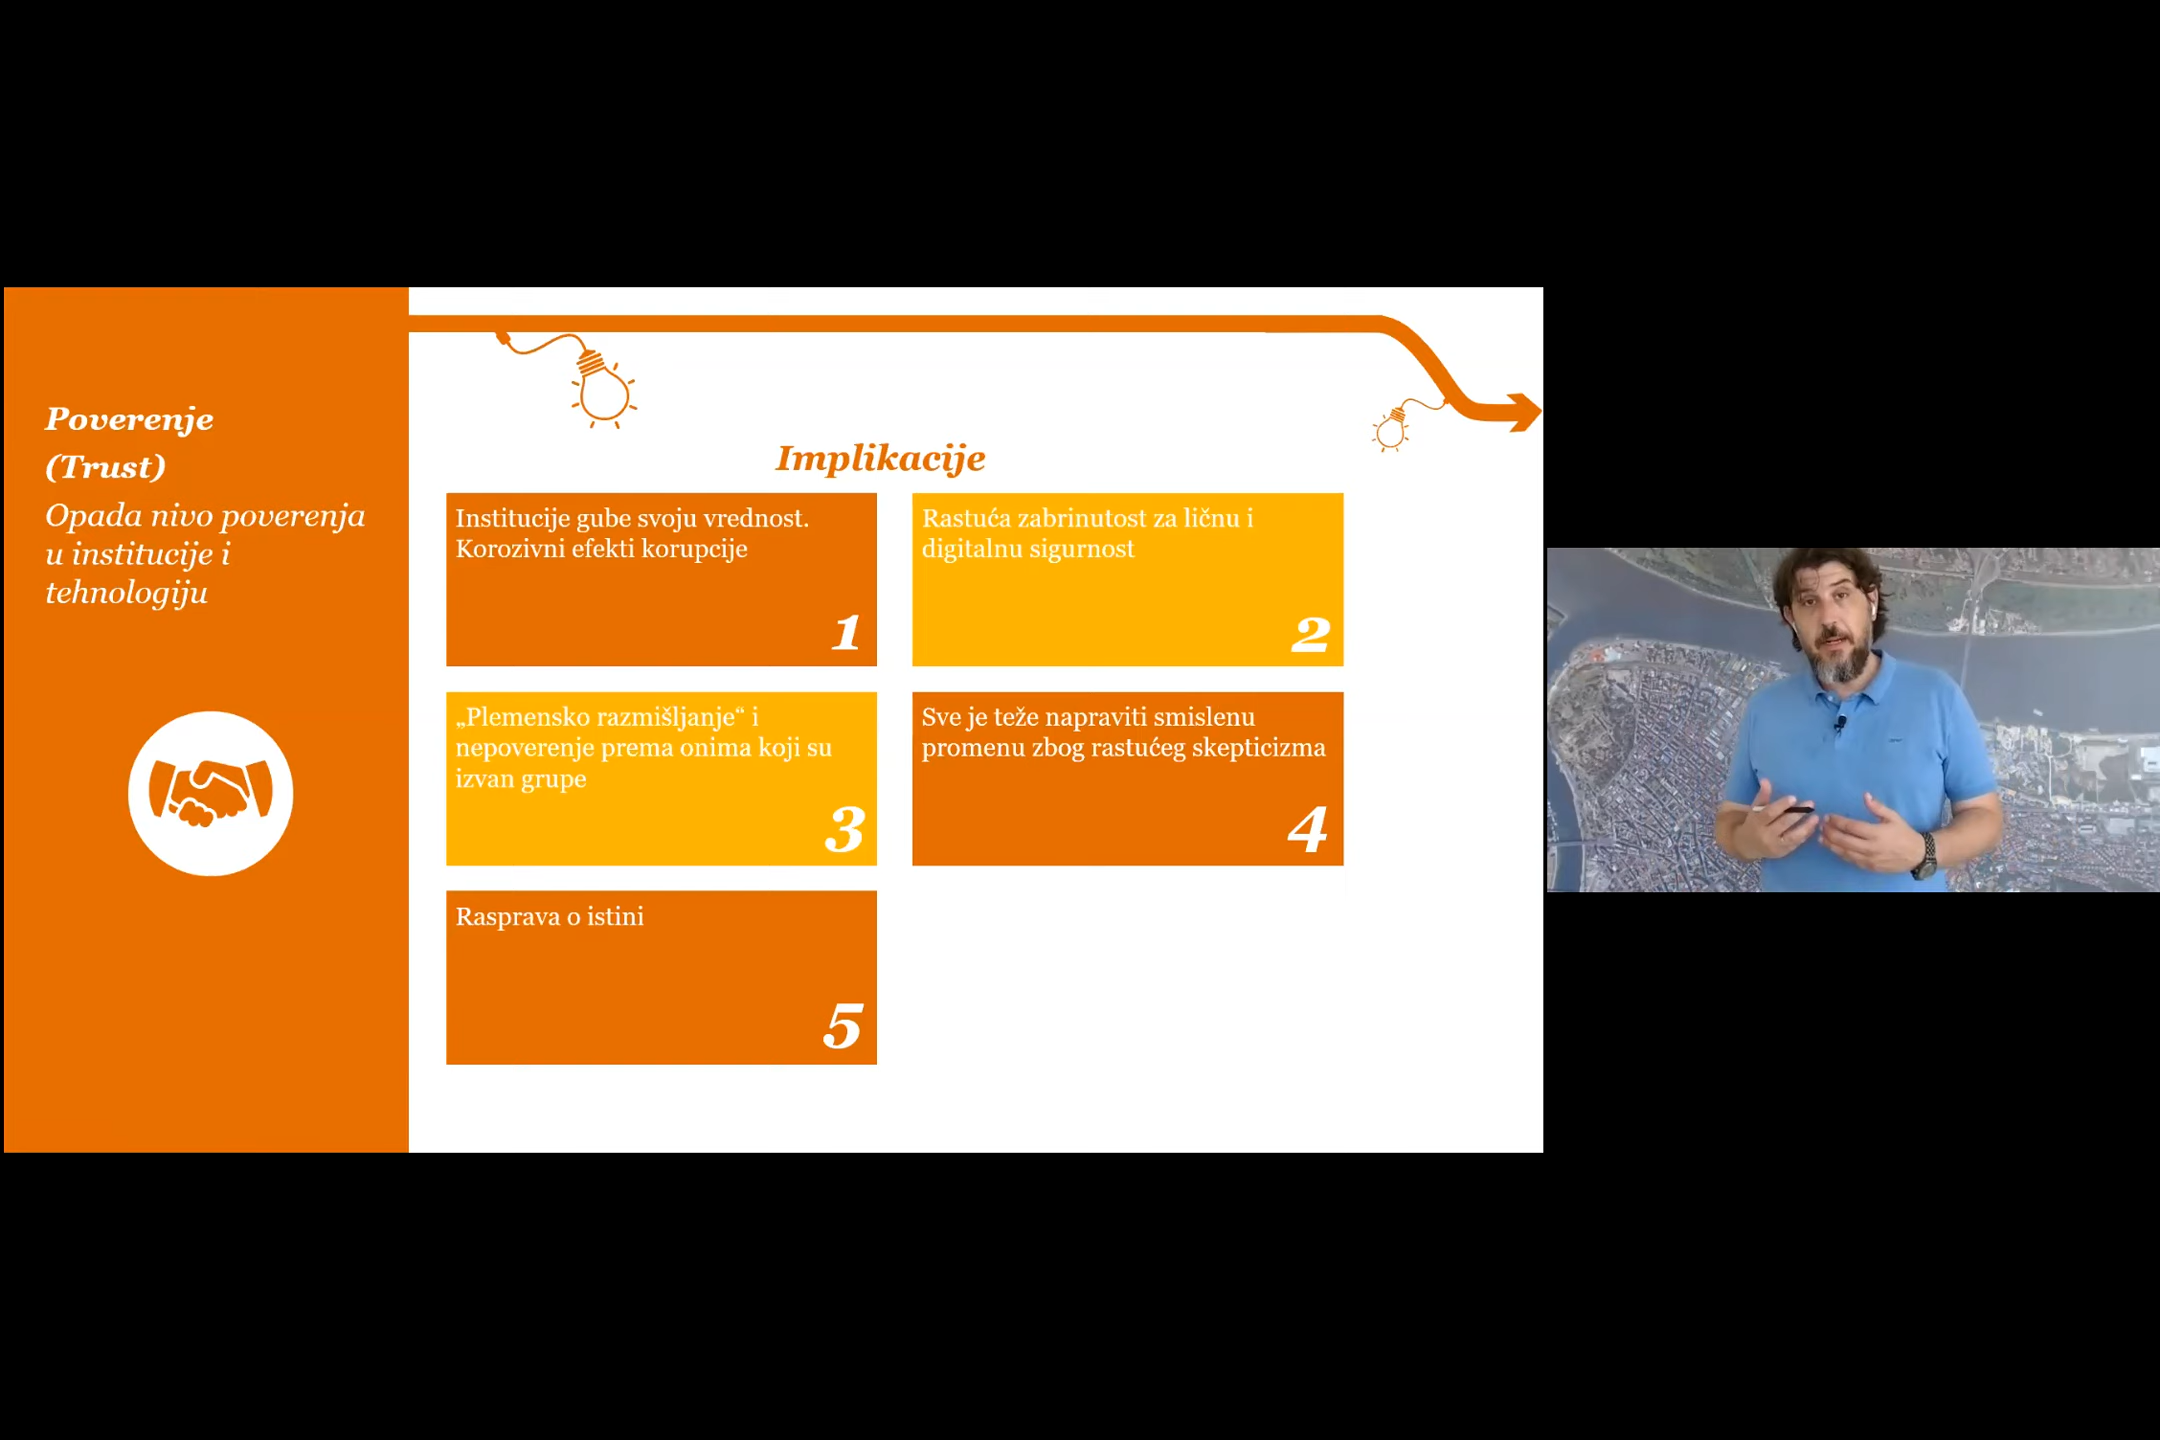 Poverenje
(Trust)
Opada nivo poverenja
u institucije i
tehnologiju
Implikacije
Institucije gube svoju vrednost.
Korozivni efekti korupcije
1
Rastuća zabrinutost za ličnu i
digitalnu sigurnost
2
„Plemensko razmišljanje“ i
nepoverenje prema onima koji su
izvan grupe
3
Sve je teže napraviti smislenu
promenu zbog rastućeg skepticizma
4
Rasprava o istini
5